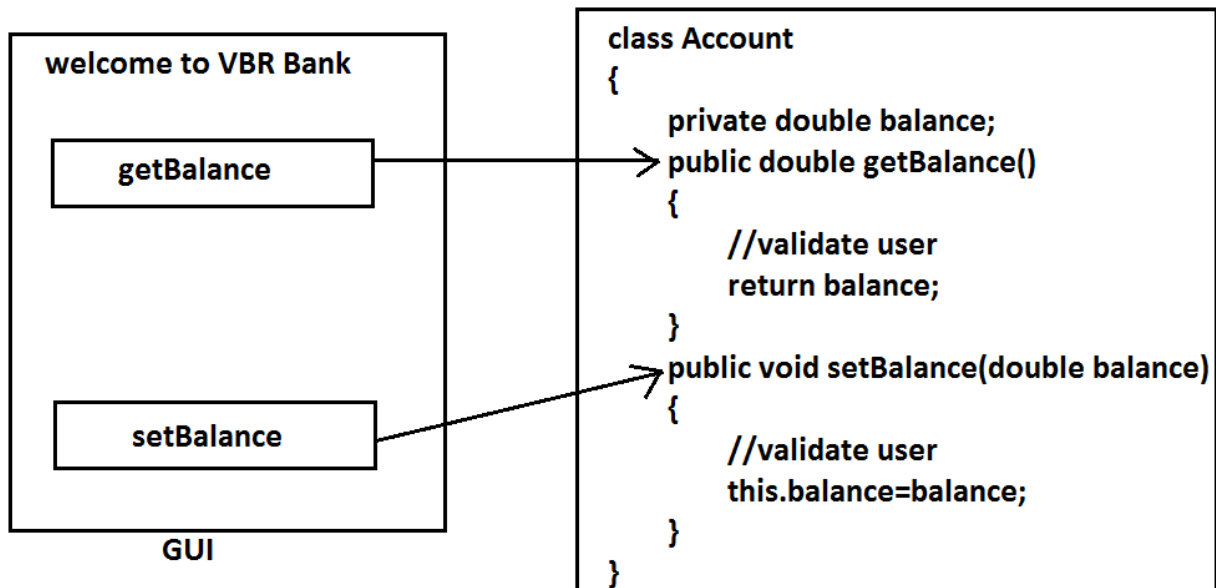 welcome to VBR Bank
getBalance
setBalance
GUI
class Account
{
private double balance;
public double getBalance()
{
//validate user
return balance;
}
public void setBalance(double balance)
{
//validate user
this.balance=balance;
}
}